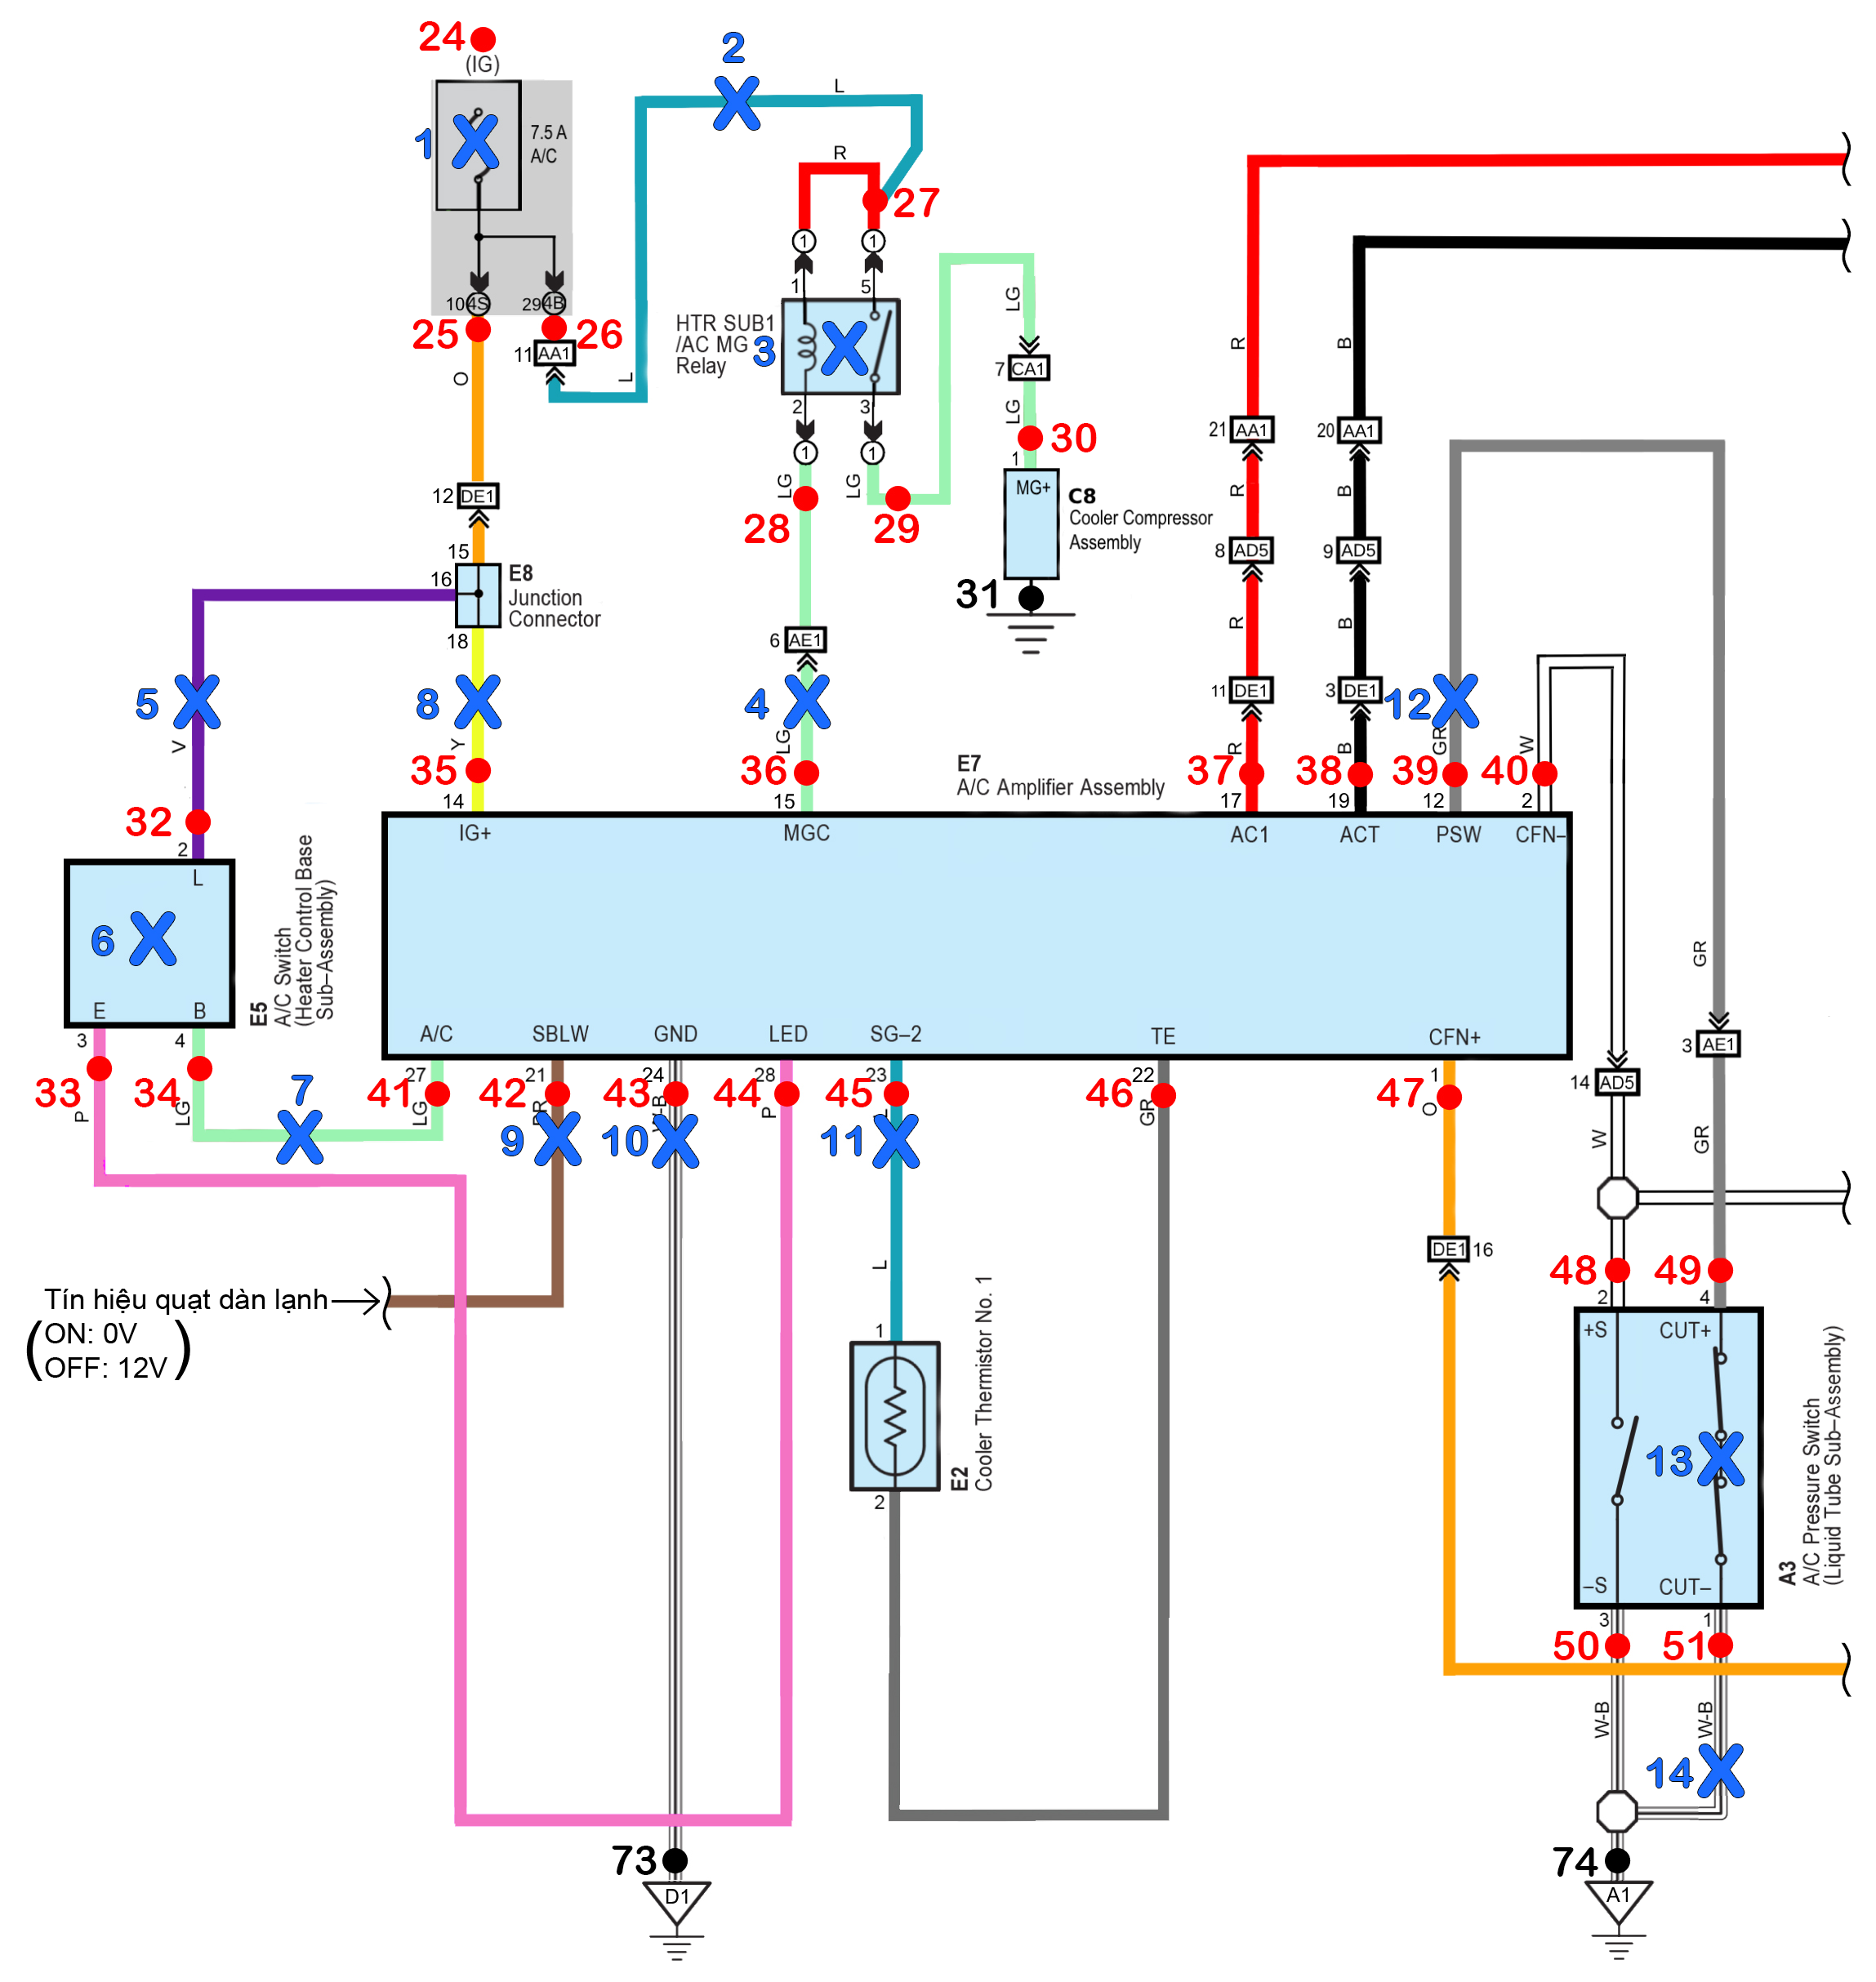 24
(IG)
2
L
1
7.5 A
A/C
R
27
1
1
1
5
10 4S
29 4B
25
26
11 AA1
L
O
HTR SUB1
/AC MG
Relay
3
2
3
1
1
LG
LG
28
29
LG
7 CA1
LG
30
1
MG+
C8
Cooler Compressor
Assembly
31
R
B
21 AA1
20 AA1
R
B
8 AD5
9 AD5
R
B
11 DE1
3 DE1
12 DE1
15
16
E8
Junction
Connector
18
6 AE1
5
8
4
12
V
Y
LG
R
B
GR
W
35
36
E7
A/C Amplifier Assembly
37
38
39
40
14
15
17
19
12
2
IG+
MGC
AC1
ACT
PSW
CFN–
32
2
L
6
E
B
E5
A/C Switch
(Heater Control Base
Sub–Assembly)
3
4
33
34
P
LG
7
A/C
SBLW
GND
LED
SG–2
TE
CFN+
27
21
24
28
23
22
1
41
42
43
44
45
46
47
LG
P
GR
O
9
10
11
GR
3 AE1
14 AD5
W
GR
DE1 16
L
Tín hiệu quạt dàn lạnh
(ON: 0V
OFF: 12V)
1
2
E2
Cooler Thermistor No. 1
48
49
2
4
+S
CUT+
13
–S
CUT–
A3
A/C Pressure Switch
(Liquid Tube Sub–Assembly)
3
1
50
51
W-B
W-B
14
73
D1
74
A1